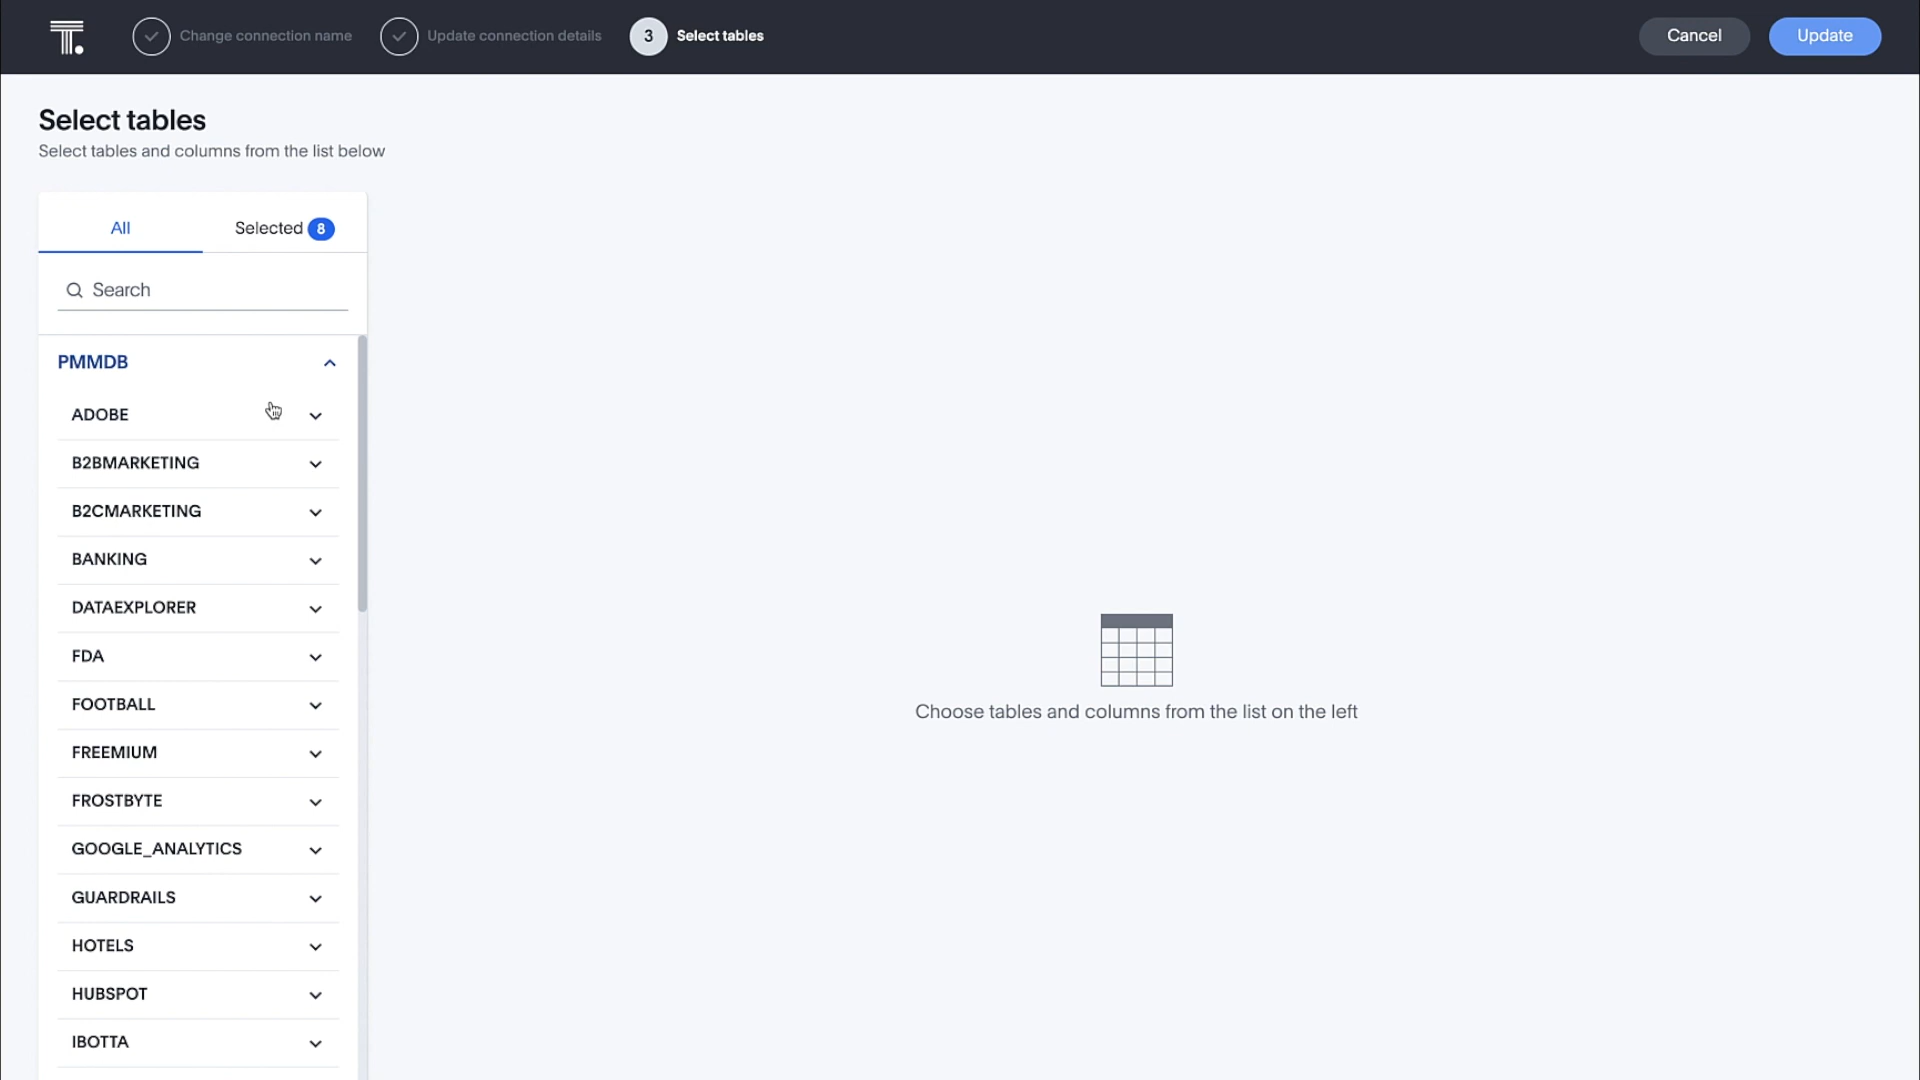 Change connection name
Update connection details
3 Select tables
Cancel
Update
Select tables
Select tables and columns from the list below
All
Selected 8
Search
PMMDB
ADOBE
B2BMARKETING
B2CMARKETING
BANKING
DATAEXPLORER
FDA
FOOTBALL
FREEMIUM
FROSTBYTE
GOOGLE_ANALYTICS
GUARDRAILS
HOTELS
HUBSPOT
IBOTTA
Choose tables and columns from the list on the left